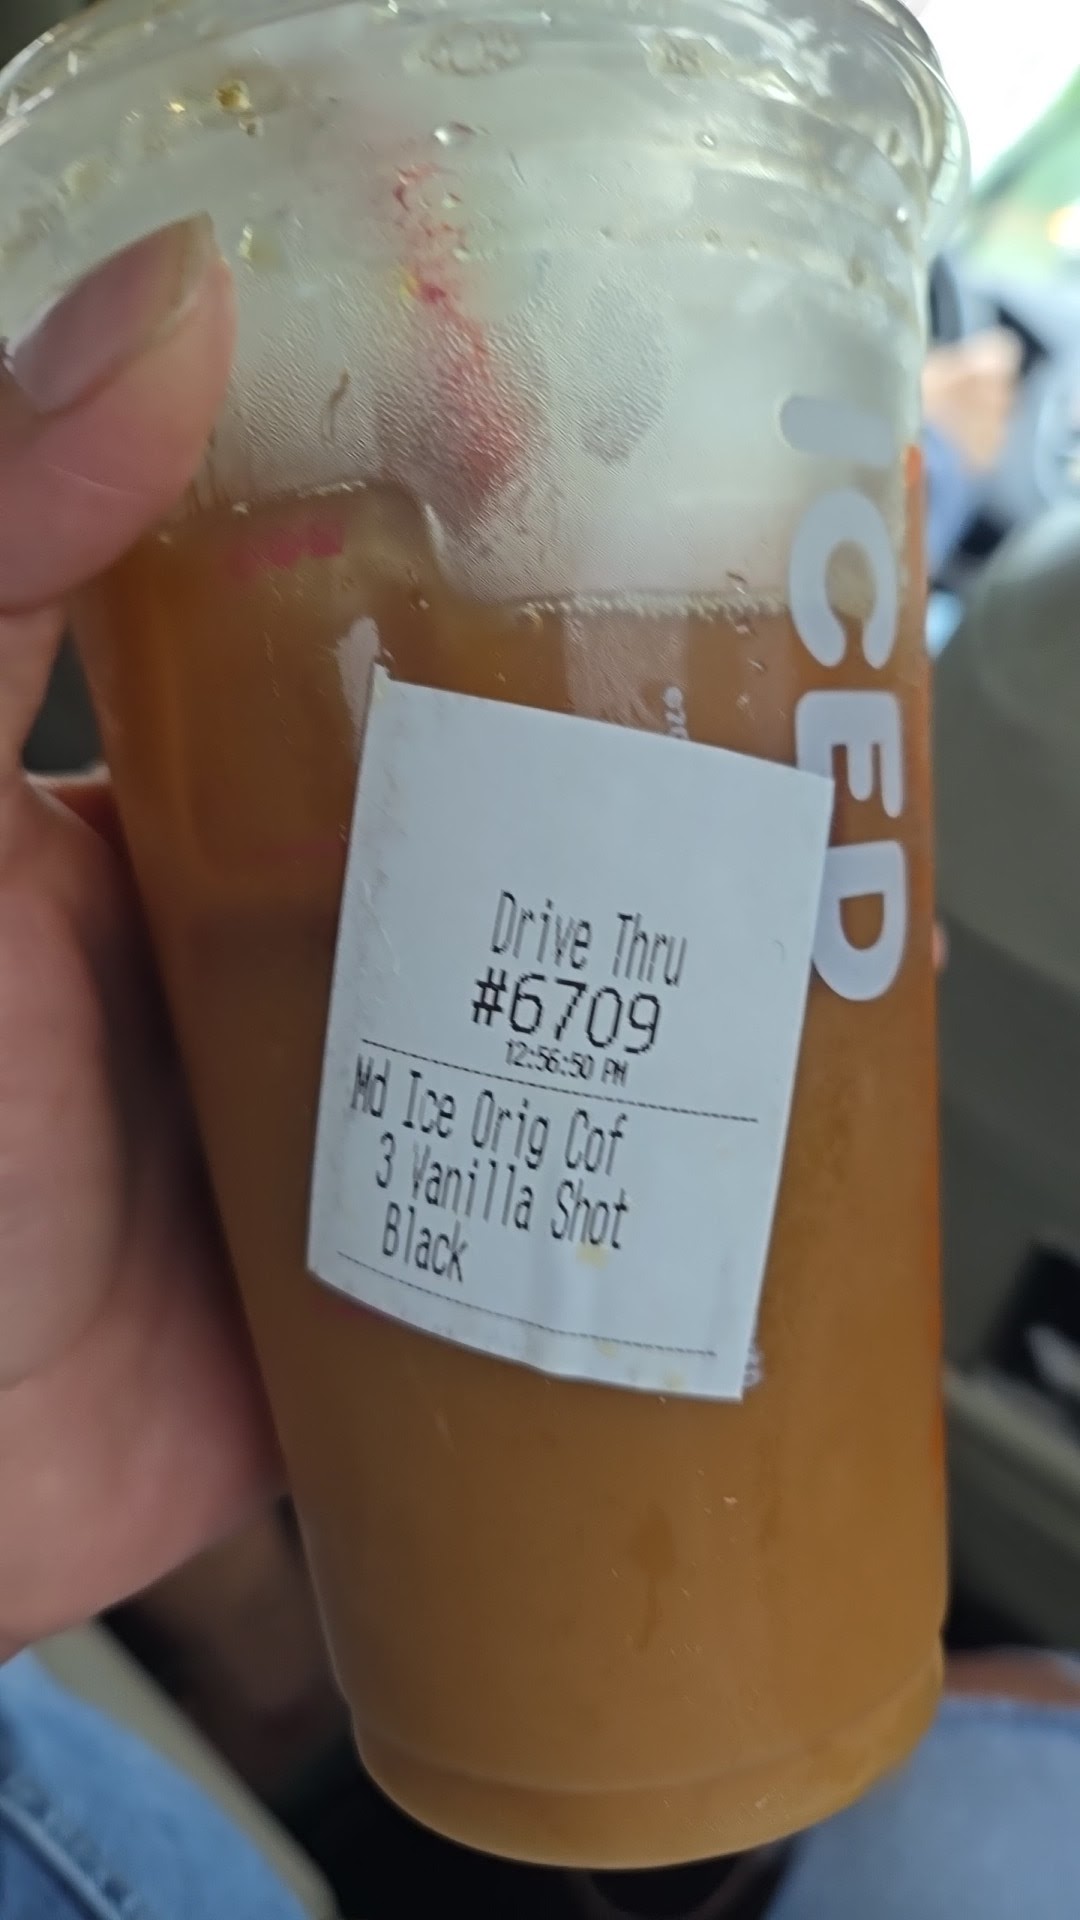 ICED
Drive Thru
#6709
12:56:50 PM
Md Ice Orig Cof
3 Vanilla Shot
Black